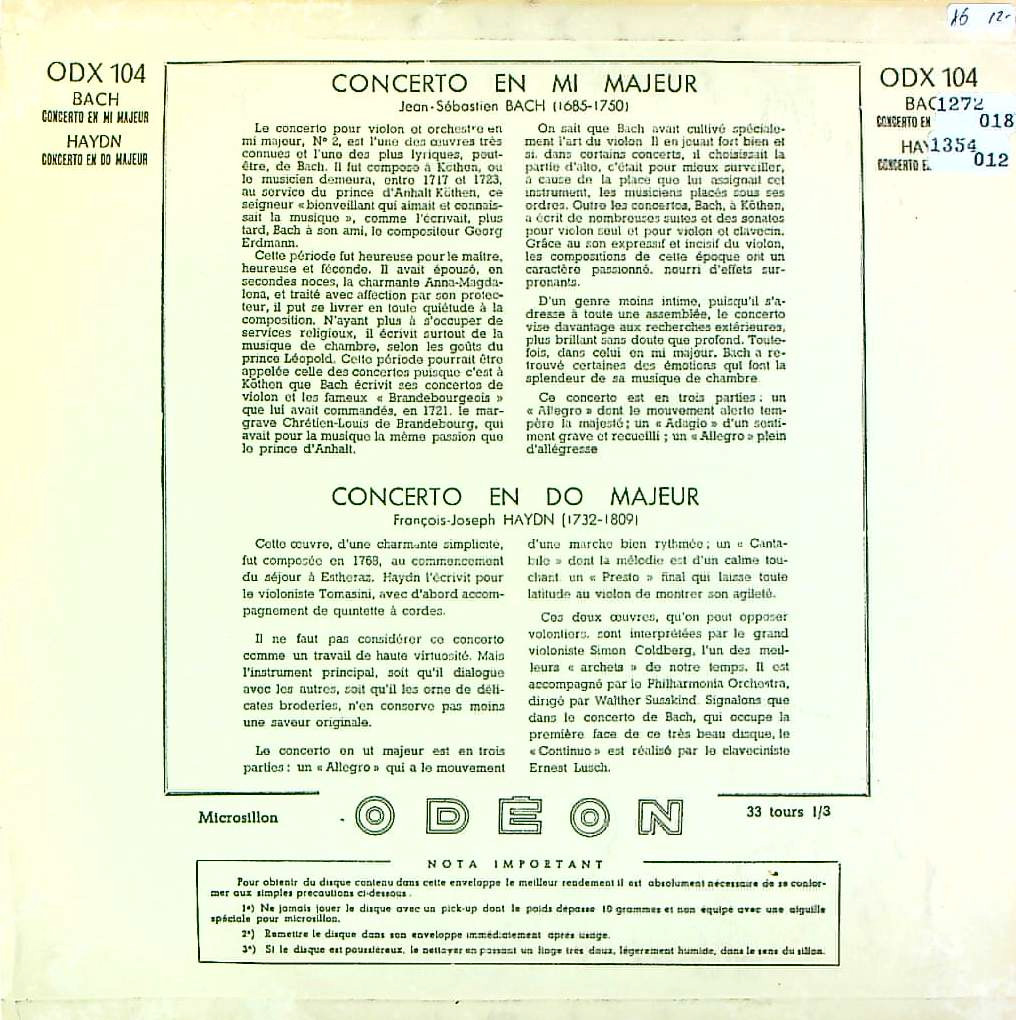 16 12-
ODX 104
BACH
CONCERTO EN MI MAJEUR
HAYDN
CONCERTO EN DO MAJEUR
ODX 104
BAC
1272
CONCERTO EN
018
HA
1354
CONCERTO E
012
CONCERTO EN MI MAJEUR
Jean-Sébastien BACH (1685-1750)
Le concerto pour violon et orchestre en
mi majeur, Nº 2, est l'une des œuvres très
connues et l'une des plus lyriques, peut-
être, de Bach. Il fut composé à Köthen, où
le musicien demeura, entre 1717 et 1723,
au service du prince d'Anhalt Köthen, ce
seigneur « bienveillant qui aimait et connais-
sait la musique », comme l'écrivait, plus
tard, Bach à son ami, le compositeur Georg
Erdmann.
Cette période fut heureuse pour le maître,
heureuse et féconde. Il avait épousé, en
secondes noces, la charmante Anna-Magda-
lena, et traité avec affection par son protec-
teur, il put se livrer en toute quiétude à la
composition. N'ayant plus à s'occuper de
services religieux, il écrivit surtout de la
musique de chambre, selon les goûts du
prince Léopold. Cette période pourrait être
appelée celle des concertos puisque c'est à
Köthen que Bach écrivit ses concertos de
violon et les fameux « Brandebourgeois »
que lui avait commandés, en 1721, le mar-
grave Chrétien-Louis de Brandebourg, qui
avait pour la musique la même passion que
le prince d'Anhalt.
On sait que Bach avait cultivé spéciale-
ment l'art du violon Il en jouait fort bien et
si, dans certains concerts, il choisissait la
partie d'alto, c'était pour mieux surveiller,
à cause de la place que lui assignait cet
instrument, les musiciens placés sous ses
ordres. Outre les concertos, Bach, à Köthen,
a écrit de nombreuses suites et des sonates
pour violon seul et pour violon et clavecin.
Grâce au son expressif et incisif du violon,
les compositions de cette époque ont un
caractère passionné, nourri d'effets sur-
prenants.
D'un genre moins intime, puisqu'il s'a-
dresse à toute une assemblée, le concerto
vise davantage aux recherches extérieures,
plus brillant sans doute que profond. Toute-
fois, dans celui en mi majeur, Bach a re-
trouvé certaines des émotions qui font la
splendeur de sa musique de chambre
Ce concerto est en trois parties : un
« Allegro » dont le mouvement alerte tem-
père la majesté; un « Adagio » d'un senti-
ment grave et recueilli ; un « Allegro » plein
d'allégresse
CONCERTO EN DO MAJEUR
François-Joseph HAYDN (1732-1809)
Cette œuvre, d'une charmante simplicité,
fut composée en 1769, au commencement
du séjour à Estheraz. Haydn l'écrivit pour
le violoniste Tomasini, avec d'abord accom-
pagnement de quintette à cordes.
Il ne faut pas considérer ce concerto
comme un travail de haute virtuosité. Mais
l'instrument principal, soit qu'il dialogue
avec les autres, soit qu'il les orne de déli-
cates broderies, n'en conserve pas moins
une saveur originale.
Le concerto en ut majeur est en trois
parties : un « Allegro » qui a le mouvement
d'une marche bien rythmée; un « Canta-
bile » dont la mélodie est d'un calme tou-
chant un « Presto » final qui laisse toute
latitude au violon de montrer son agileté.
Ces deux œuvres, qu'on peut opposer
volontiers, sont interprétées par le grand
violoniste Simon Goldberg, l'un des meil-
leurs « archets » de notre temps. Il est
accompagné par le Philharmonia Orchestra,
dirigé par Walther Susskind. Signalons que
dans le concerto de Bach, qui occupe la
première face de ce très beau disque, le
« Continuo » est réalisé par le claveciniste
Ernest Lusch.
Microsillon
ODÉON
33 tours 1/3
NOTA IMPORTANT
Pour obtenir du disque contenu dans cette enveloppe le meilleur rendement il est absolument nécessaire de se confor-
mer aux simples precautions ci-dessous.
1º) Ne jamais jouer le disque avec un pick-up dont le poids dépasse 10 grammes et non équipé avec une aiguille
spéciale pour microsillon.
2º) Remettre le disque dans son enveloppe immédiatement après usage.
3º) Si le disque est poussiéreux, le nettoyer en passant un linge très doux, légèrement humide, dans le sens du sillon.